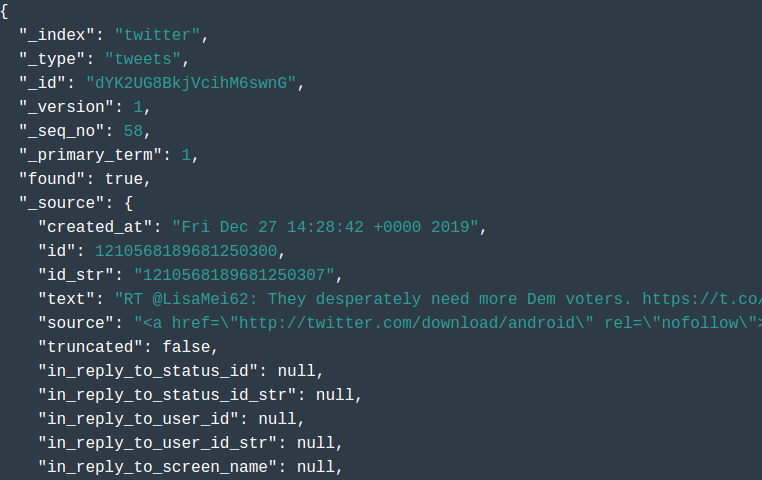 {
"_index": "twitter",
"_type": "tweets",
"_id": "dYK2UG8BkjVcihM6swnG",
"_version": 1,
"_seq_no": 58,
"_primary_term": 1,
"found": true,
"_source": {
"created_at": "Fri Dec 27 14:28:42 +0000 2019",
"id": 1210568189681250300,
"id_str": "1210568189681250307",
"text": "RT @LisaMei62: They desperately need more Dem voters. https://t.co/
"source": "<a href=\"http://twitter.com/download/android\" rel=\"nofollow\">
"truncated": false,
"in_reply_to_status_id": null,
"in_reply_to_status_id_str": null,
"in_reply_to_user_id": null,
"in_reply_to_user_id_str": null,
"in_reply_to_screen_name": null,